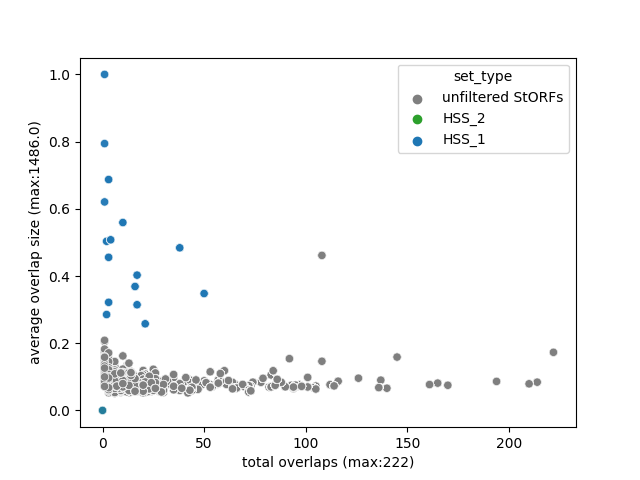 set_type
unfiltered StORFs
HSS_2
HSS_1
average overlap size (max:1486.0)
1.0
0.8
0.6
0.4
0.2
0.0
0
50
100
150
200
total overlaps (max:222)